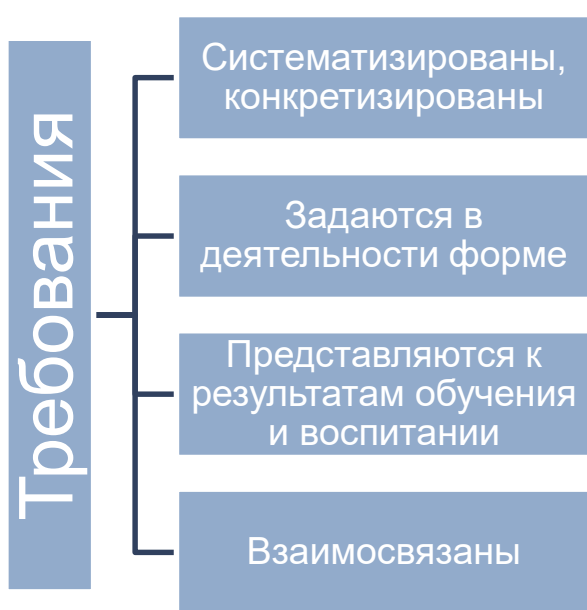 Требования
Систематизированы,
конкретизированы
Задаются в
деятельности форме
Представляются к
результатам обучения
и воспитании
Взаимосвязаны